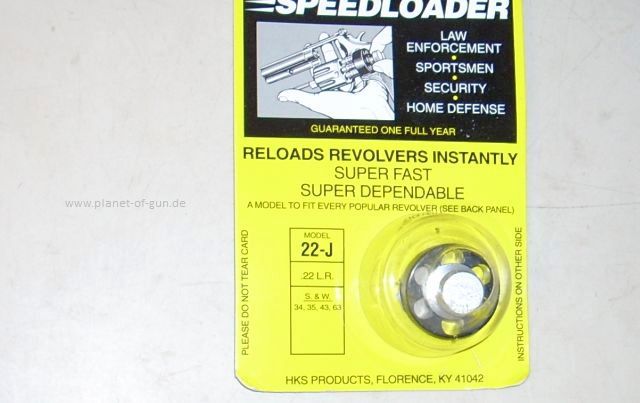 SPEEDLOADER
LAW
ENFORCEMENT
SPORTSMEN
SECURITY
HOME DEFENSE
GUARANTEED ONE FULL YEAR
RELOADS REVOLVERS INSTANTLY
SUPER FAST
SUPER DEPENDABLE
A MODEL TO FIT EVERY POPULAR REVOLVER (SEE BACK PANEL)
MODEL
22-J
.22 L.R.
S. & W.
34, 35, 43, 63
PLEASE DO NOT TEAR CARD
INSTRUCTIONS ON OTHER SIDE
HKS PRODUCTS, FLORENCE, KY 41042
www.planet-of-gun.de